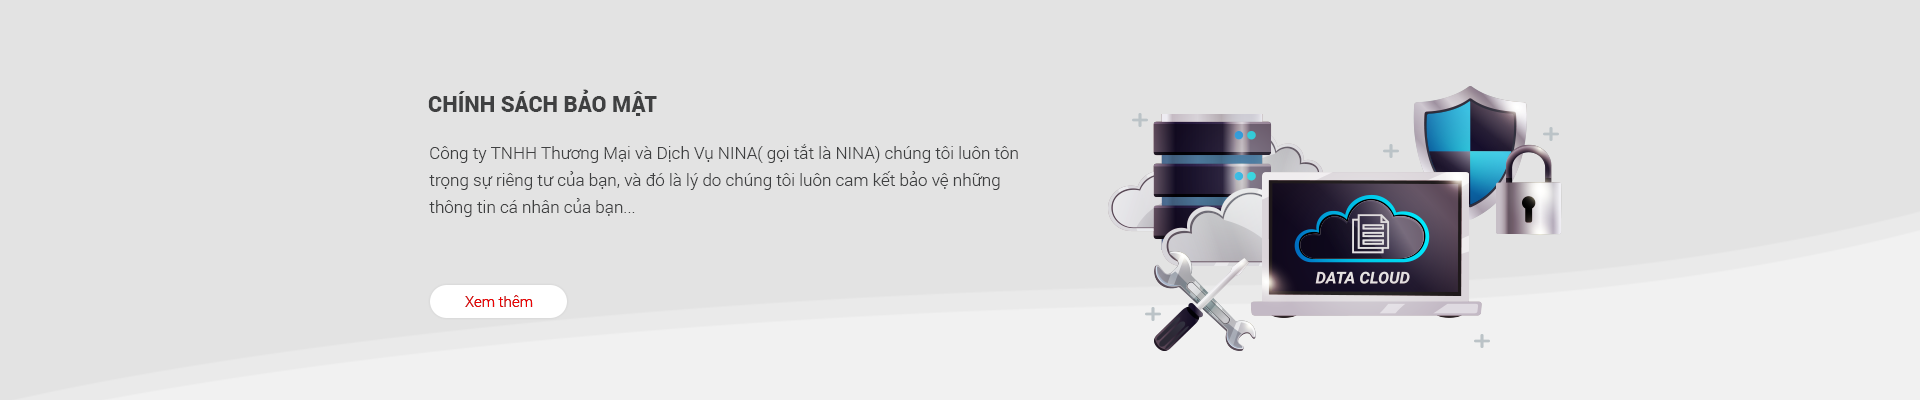 CHÍNH SÁCH BẢO MẬT
Công ty TNHH Thương Mại và Dịch Vụ NINA( gọi tắt là NINA) chúng tôi luôn tôn
trọng sự riêng tư của bạn, và đó là lý do chúng tôi luôn cam kết bảo vệ những
thông tin cá nhân của bạn...
Xem thêm
DATA CLOUD